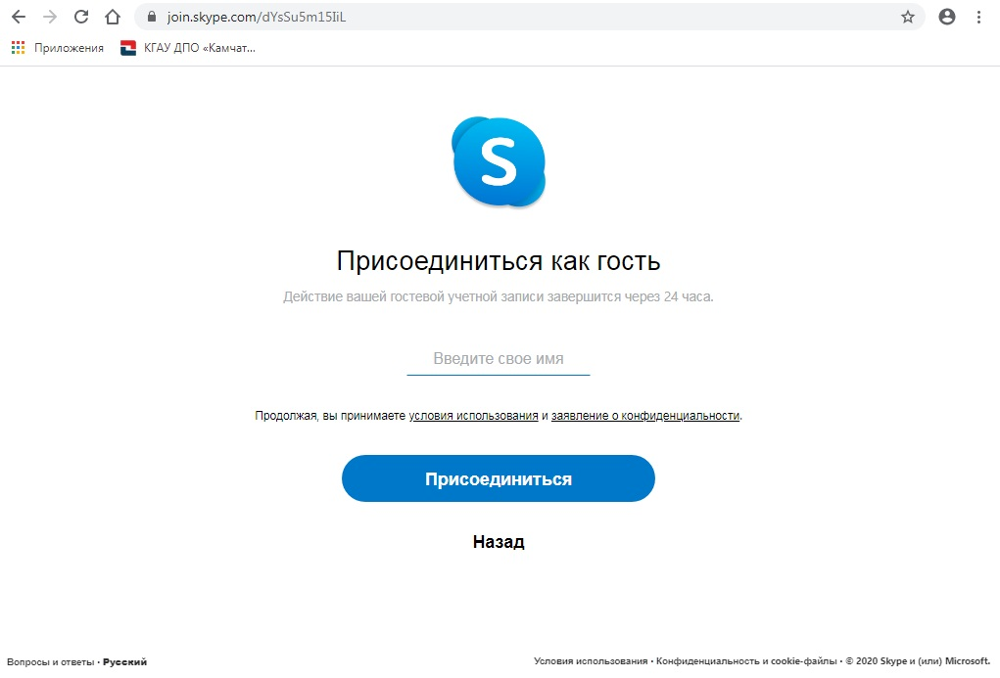 join.skype.com/dYsSu5m15IiL
Приложения КГАУ ДПО «Камчат...
S
Присоединиться как гость
Действие вашей гостевой учетной записи завершится через 24 часа.
Введите свое имя
Продолжая, вы принимаете условия использования и заявление о конфиденциальности.
Присоединиться
Назад
Вопросы и ответы • Русский
Условия использования • Конфиденциальность и cookie-файлы • © 2020 Skype и (или) Microsoft.